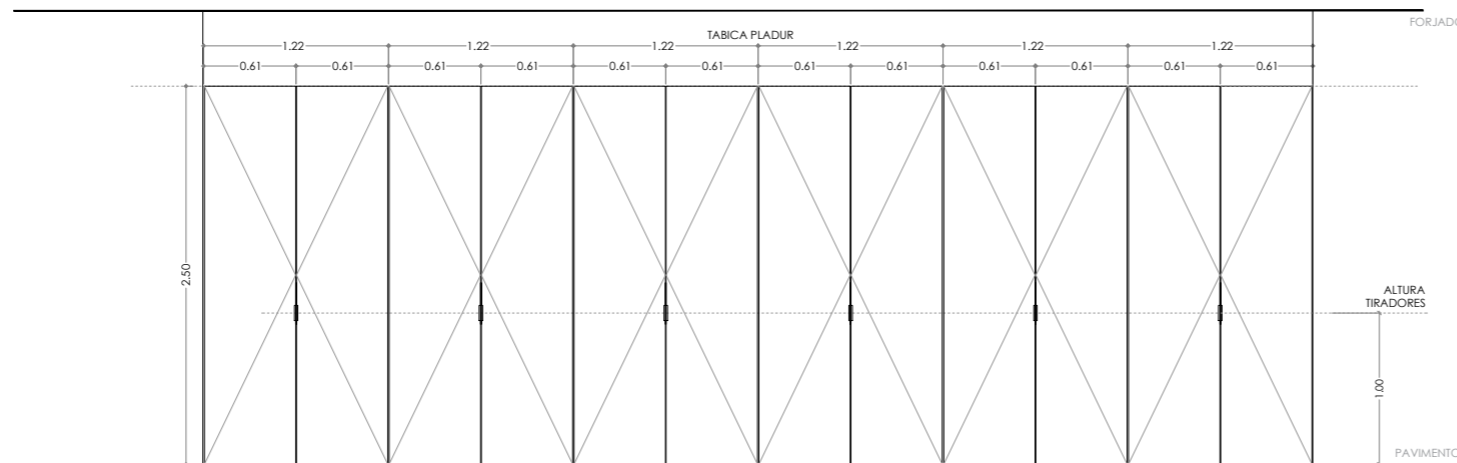 FORJADO
TABICA PLADUR
1.22 1.22 1.22 1.22 1.22 1.22
0.61 0.61 0.61 0.61 0.61 0.61 0.61 0.61 0.61 0.61 0.61 0.61
2.50
ALTURA
TIRADORES
1.00
PAVIMENTO